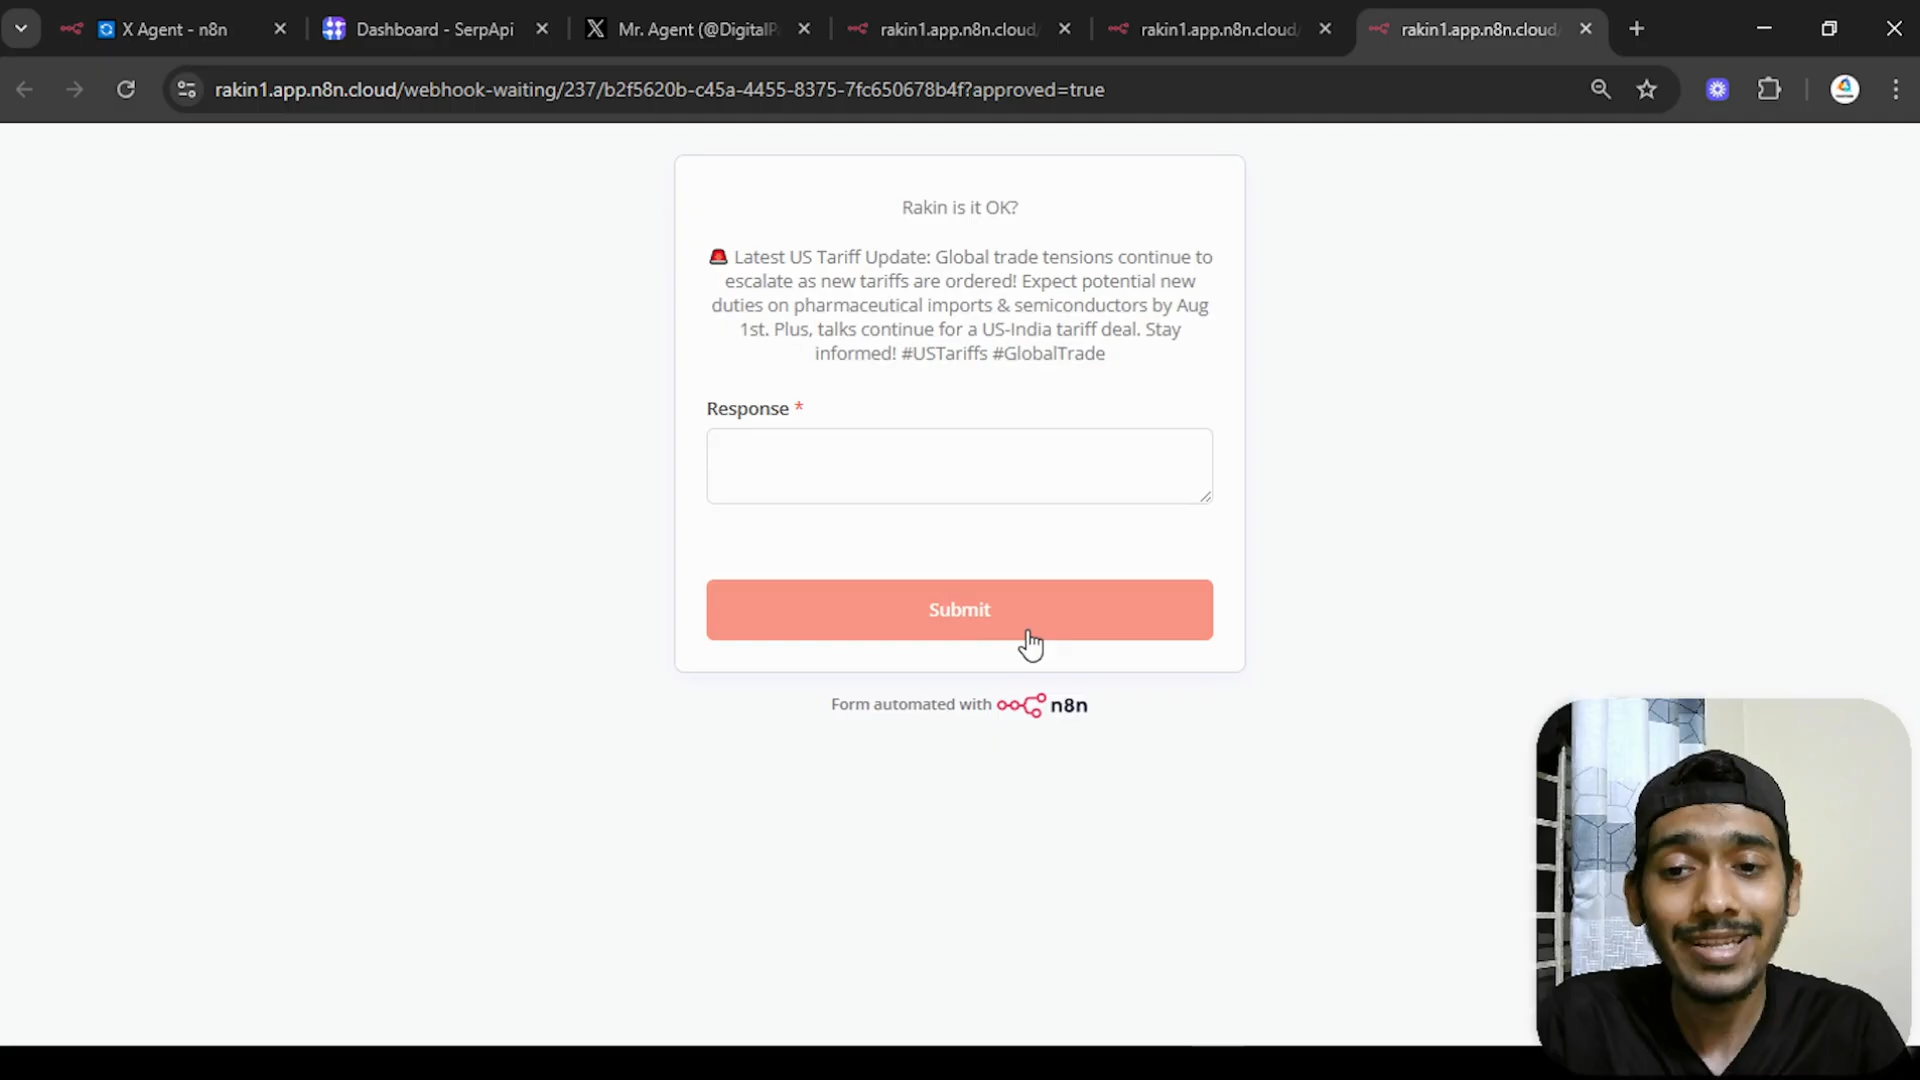 X Agent - n8n
Dashboard - SerpApi
Mr. Agent (@DigitalP
rakin1.app.n8n.cloud/
rakin1.app.n8n.cloud/
rakin1.app.n8n.cloud/
rakin1.app.n8n.cloud/webhook-waiting/237/b2f5620b-c45a-4455-8375-7fc650678b4f?approved=true
Rakin is it OK?
🚨 Latest US Tariff Update: Global trade tensions continue to
escalate as new tariffs are ordered! Expect potential new
duties on pharmaceutical imports & semiconductors by Aug
1st. Plus, talks continue for a US-India tariff deal. Stay
informed! #USTariffs #GlobalTrade
Response *
Submit
Form automated with n8n